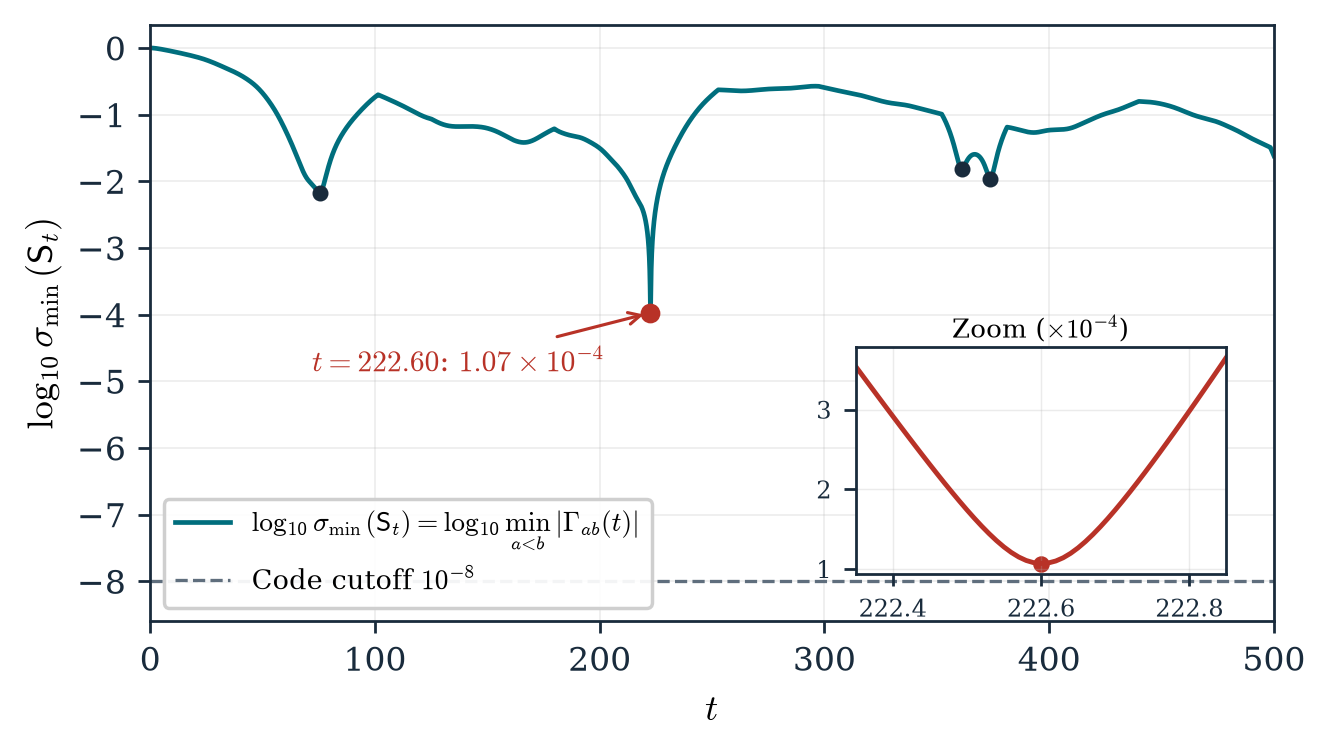 0
−1
−2
−3
−4
−5
−6
−7
−8
log₁₀ σ_min (S_t)
t = 222.60: 1.07 × 10⁻⁴
Zoom (×10⁻⁴)
3
2
1
222.4 222.6 222.8
log₁₀ σ_min (S_t) = log₁₀ min_{a<b} |Γ_ab(t)|
Code cutoff 10⁻⁸
0 100 200 300 400 500
t